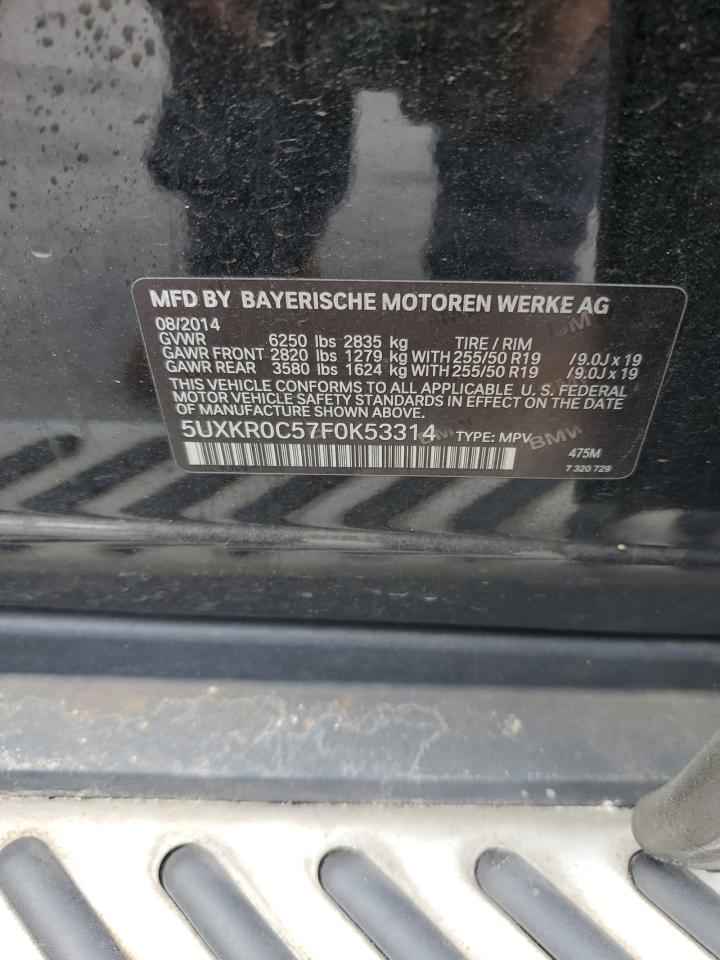 MFD BY BAYERISCHE MOTOREN WERKE AG
08/2014
GVWR 6250 lbs 2835 kg TIRE / RIM
GAWR FRONT 2820 lbs 1279 kg WITH 255/50 R19 /9.0J x 19
GAWR REAR 3580 lbs 1624 kg WITH 255/50 R19 /9.0J x 19
THIS VEHICLE CONFORMS TO ALL APPLICABLE U. S. FEDERAL
MOTOR VEHICLE SAFETY STANDARDS IN EFFECT ON THE DATE
OF MANUFACTURE SHOWN ABOVE.
5UXKR0C57F0K53314 TYPE: MPV BMW 475M
7 320 729